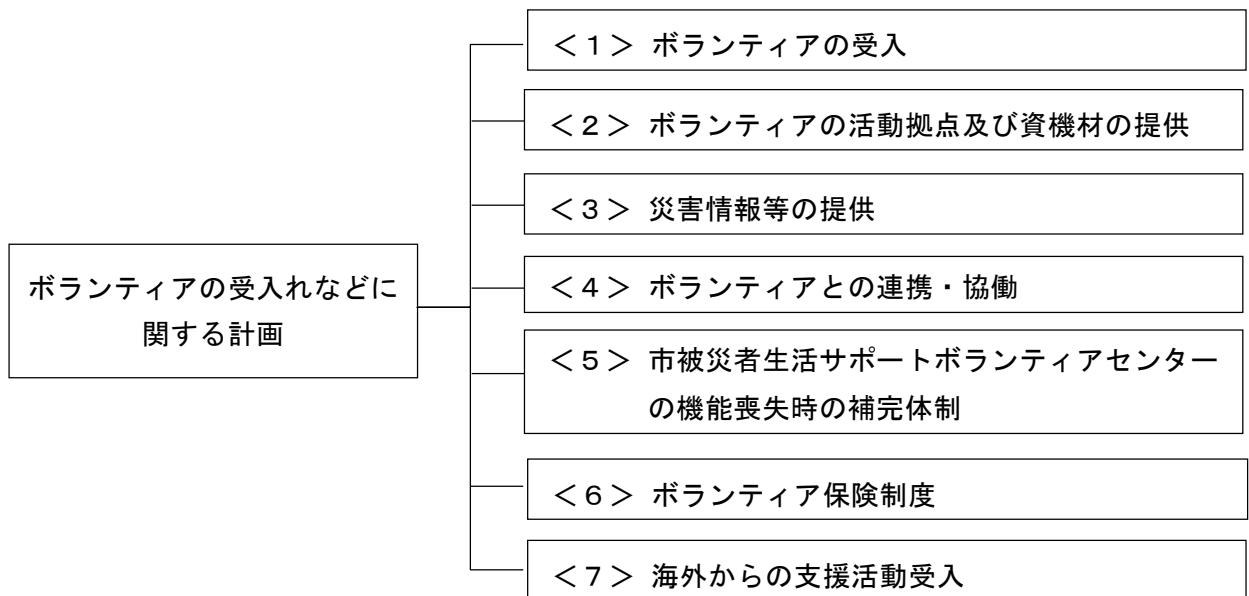 ＜１＞ ボランティアの受入
＜２＞ ボランティアの活動拠点及び資機材の提供
＜３＞ 災害情報等の提供
ボランティアの受入れなどに
関する計画
＜４＞ ボランティアとの連携・協働
＜５＞ 市被災者生活サポートボランティアセンター
の機能喪失時の補完体制
＜６＞ ボランティア保険制度
＜７＞ 海外からの支援活動受入